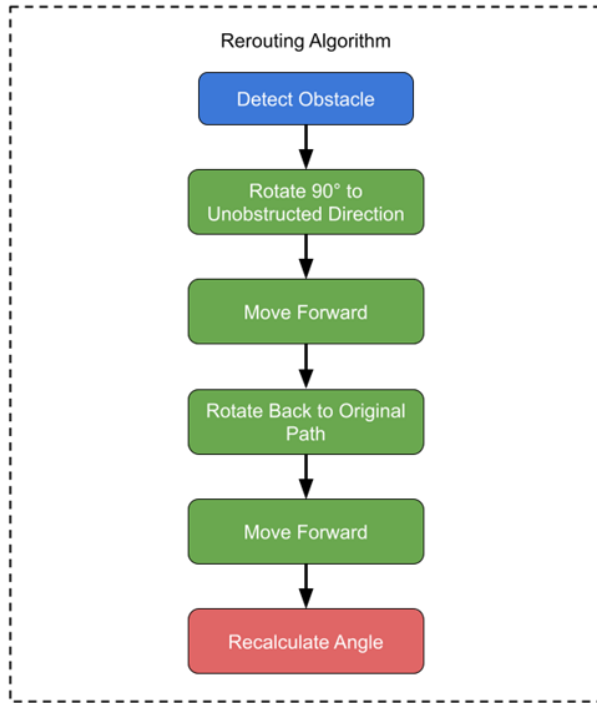 Rerouting Algorithm
Detect Obstacle
Rotate 90° to
Unobstructed Direction
Move Forward
Rotate Back to Original
Path
Move Forward
Recalculate Angle